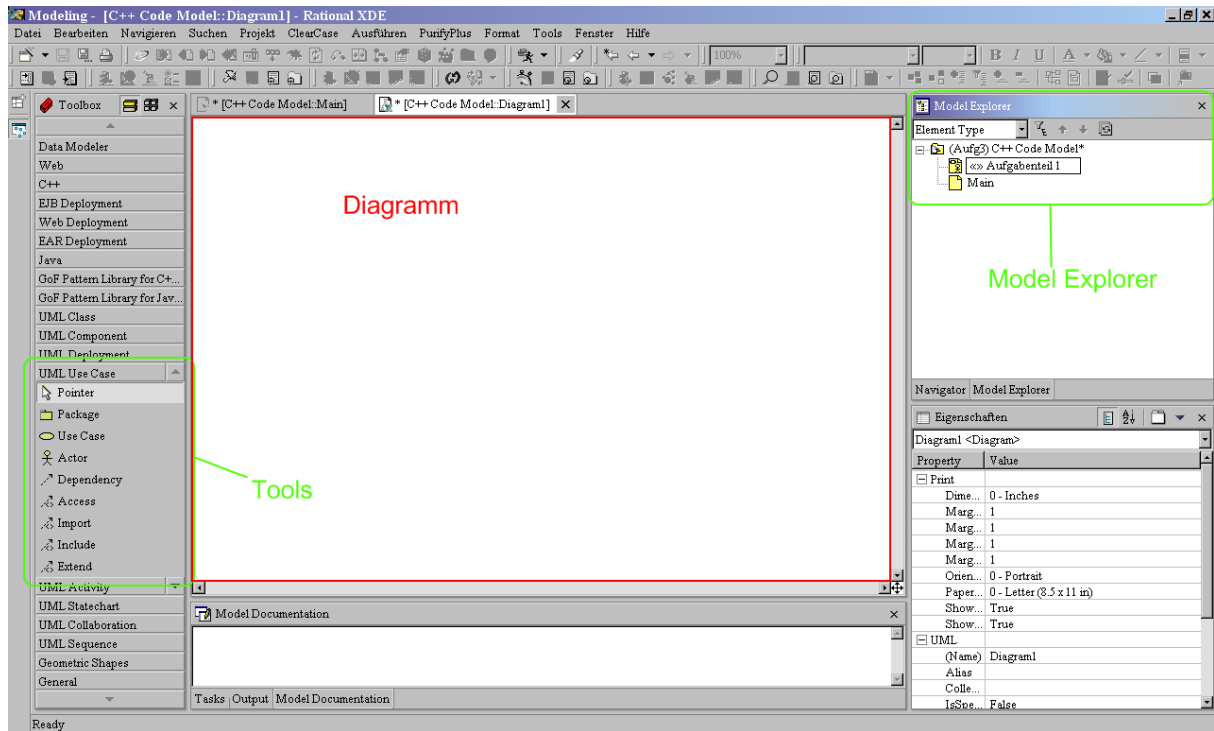 Modeling - [C++ Code Model::Diagram1] - Rational XDE
Datei Bearbeiten Navigieren Suchen Projekt ClearCase Ausführen PurifyPlus Format Tools Fenster Hilfe
100%
B I U A
Toolbox
Data Modeler
Web
C++
EJB Deployment
Web Deployment
EAR Deployment
Java
GoF Pattern Library for C+...
GoF Pattern Library for Jav...
UML Class
UML Component
UML Deployment
UML Use Case
Pointer
Package
Use Case
Actor
Dependency
Access
Import
Include
Extend
UML Activity
UML Statechart
UML Collaboration
UML Sequence
Geometric Shapes
General
Tools
* [C++ Code Model::Main] * [C++ Code Model::Diagram1]
Diagramm
Model Documentation
Tasks Output Model Documentation
Model Explorer
Element Type
(Aufg3) C++ Code Model*
«» Aufgabenteil 1
Main
Model Explorer
Navigator Model Explorer
Eigenschaften
Diagram1 <Diagram>
Property Value
Print
Dime... 0 - Inches
Marg... 1
Marg... 1
Marg... 1
Marg... 1
Orien... 0 - Portrait
Paper... 0 - Letter (8.5 x 11 in)
Show... True
Show... True
UML
(Name) Diagram1
Alias
Colle...
IsSpe... False
Ready